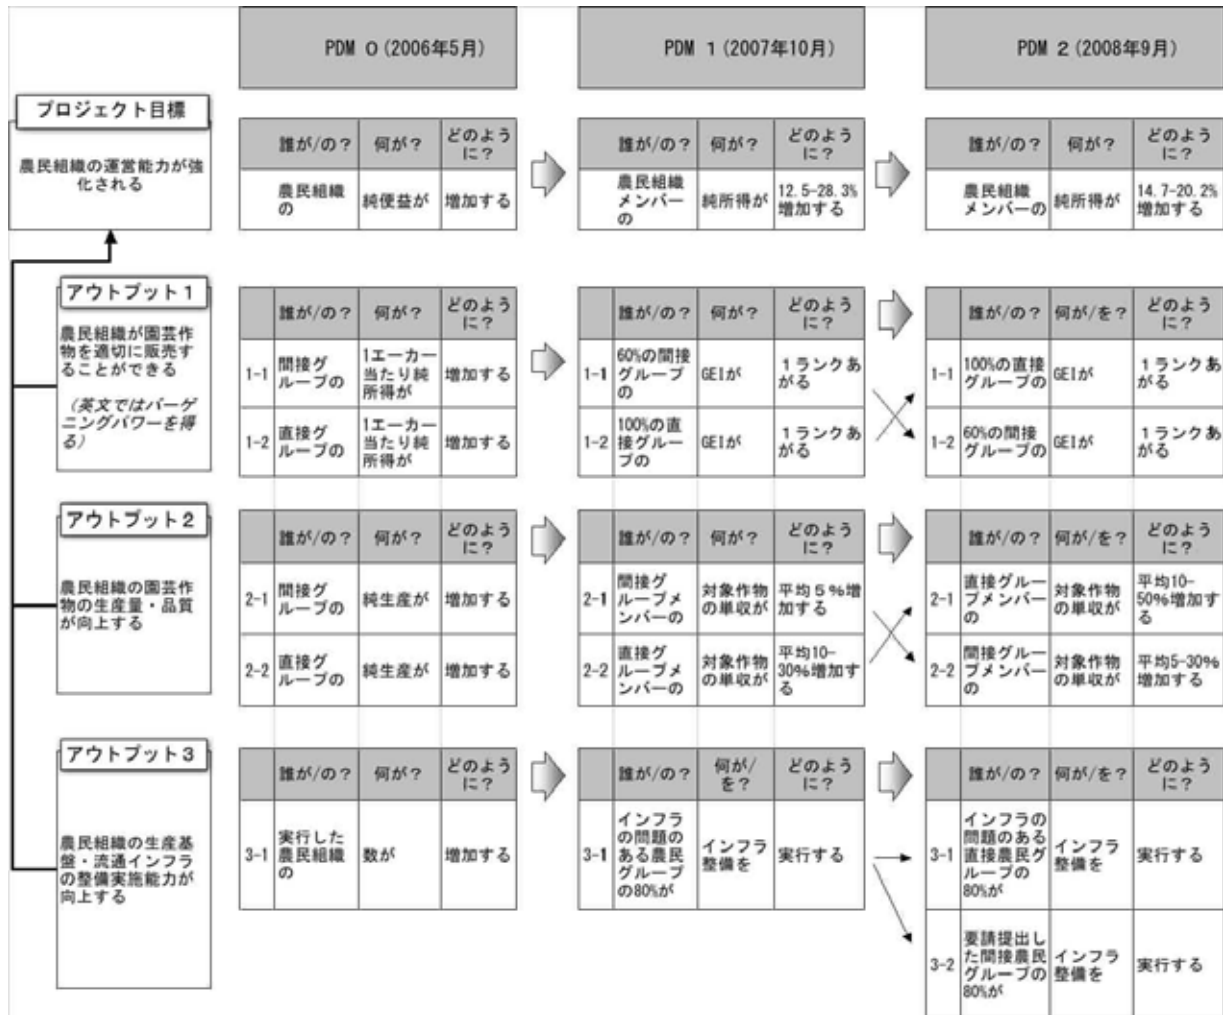 PDM 0 (2006年5月)
PDM 1 (2007年10月)
PDM 2 (2008年9月)
プロジェクト目標
農民組織の運営能力が強
化される
誰が/の？ 何が？ どのよう
に？
農民組織
の
純便益が
増加する
誰が/の？ 何が？ どのよう
に？
農民組織
メンバー
の
純所得が
12.5-28.3%
増加する
誰が/の？ 何が？ どのよう
に？
農民組織
メンバーの
純所得が
14.7-20.2%
増加する
アウトプット1
農民組織が園芸作
物を適切に販売す
ることができる
（英文ではバーゲ
ニングパワーを得
る）
誰が/の？ 何が？ どのよう
に？
1-1
間接グ
ループの
1エーカー
当たり純
所得が
増加する
1-2
直接グ
ループの
1エーカー
当たり純
所得が
増加する
誰が/の？ 何が？ どのよう
に？
1-1
60%の間接
グループ
の
GEIが
１ランクあ
がる
1-2
100%の直
接グルー
プの
GEIが
１ランクあ
がる
誰が/の？ 何が？ どのよう
に？
1-1
100%の直接
グループの
GEIが
１ランクあ
がる
1-2
60%の間接
グループの
GEIが
１ランクあ
がる
アウトプット2
農民組織の園芸作
物の生産量・品質
が向上する
誰が/の？ 何が？ どのよう
に？
2-1
間接グ
ループの
純生産が
増加する
2-2
直接グ
ループの
純生産が
増加する
誰が/の？ 何が？ どのよう
に？
2-1
間接グ
ループメ
ンバーの
対象作物
の単収が
平均５%増
加する
2-2
直接グ
ループメ
ンバーの
対象作物
の単収が
平均10-
30%増加す
る
誰が/の？ 何が/を？ どのよう
に？
2-1
直接グルー
プメンバー
の
対象作物
の単収が
平均10-
50%増加す
る
2-2
間接グルー
プメンバー
の
対象作物
の単収が
平均5-30%
増加する
アウトプット3
農民組織の生産基
盤・流通インフラ
の整備実施能力が
向上する
誰が/の？ 何が？ どのよう
に？
3-1
実行した
農民組織
の
数が
増加する
誰が/の？ 何が/
を？ どのよう
に？
3-1
インフラ
の問題の
ある農民
グループ
の80%が
インフラ
整備を
実行する
誰が/の？ 何が/を？ どのよう
に？
3-1
インフラの
問題のある
直接農民グ
ループの
80%が
インフラ
整備を
実行する
3-2
要請提出し
た間接農民
グループの
80%が
インフラ
整備を
実行する